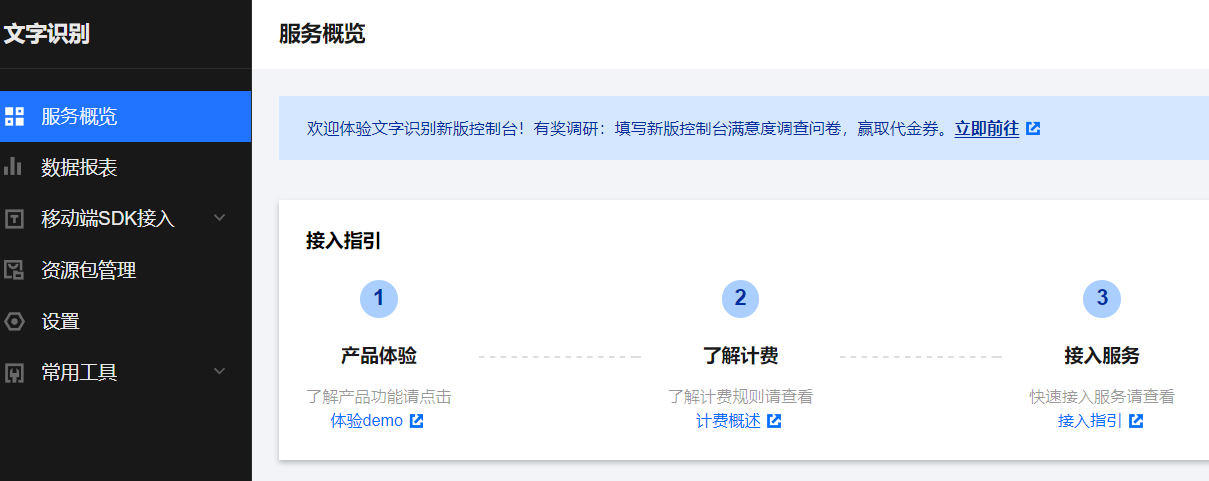 文字识别
服务概览
服务概览
数据报表
移动端SDK接入
资源包管理
设置
常用工具
欢迎体验文字识别新版控制台！有奖调研：填写新版控制台满意度调查问卷，赢取代金券。立即前往
接入指引
1
2
3
产品体验
了解计费
接入服务
了解产品功能请点击
了解计费规则请查看
快速接入服务请查看
体验demo
计费概述
接入指引